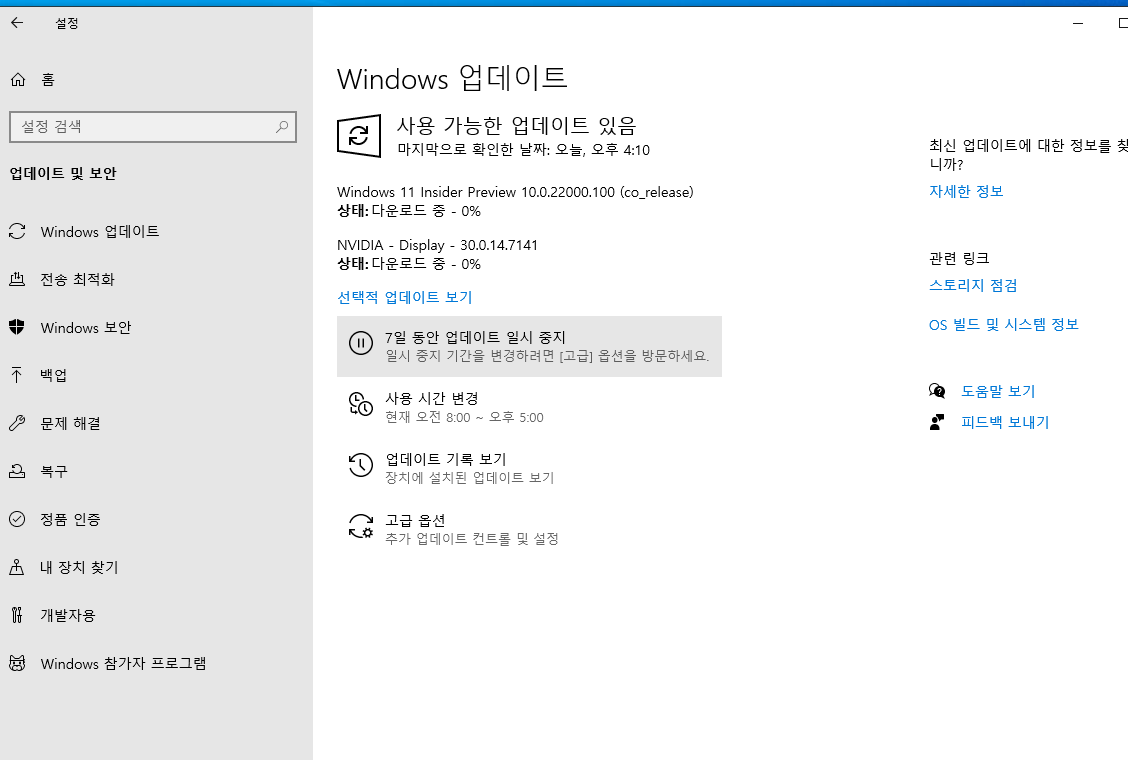 설정
홈
설정 검색
업데이트 및 보안
Windows 업데이트
전송 최적화
Windows 보안
백업
문제 해결
복구
정품 인증
내 장치 찾기
개발자용
Windows 참가자 프로그램
Windows 업데이트
사용 가능한 업데이트 있음
마지막으로 확인한 날짜: 오늘, 오후 4:10
Windows 11 Insider Preview 10.0.22000.100 (co_release)
상태: 다운로드 중 - 0%
NVIDIA - Display - 30.0.14.7141
상태: 다운로드 중 - 0%
선택적 업데이트 보기
7일 동안 업데이트 일시 중지
일시 중지 기간을 변경하려면 [고급] 옵션을 방문하세요.
사용 시간 변경
현재 오전 8:00 ~ 오후 5:00
업데이트 기록 보기
장치에 설치된 업데이트 보기
고급 옵션
추가 업데이트 컨트롤 및 설정
최신 업데이트에 대한 정보를 찾
니까?
자세한 정보
관련 링크
스토리지 점검
OS 빌드 및 시스템 정보
도움말 보기
피드백 보내기